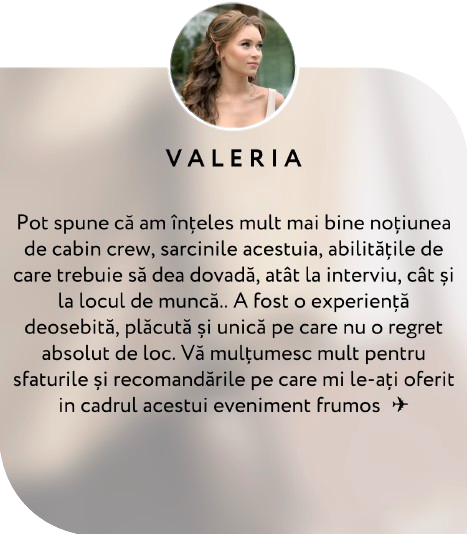 VALERIA
Pot spune că am înțeles mult mai bine noțiunea
de cabin crew, sarcinile acestuia, abilitățile de
care trebuie să dea dovadă, atât la interviu, cât și
la locul de muncă.. A fost o experiență
deosebită, plăcută și unică pe care nu o regret
absolut de loc. Vă mulțumesc mult pentru
sfaturile și recomandările pe care mi le-ați oferit
in cadrul acestui eveniment frumos ✈